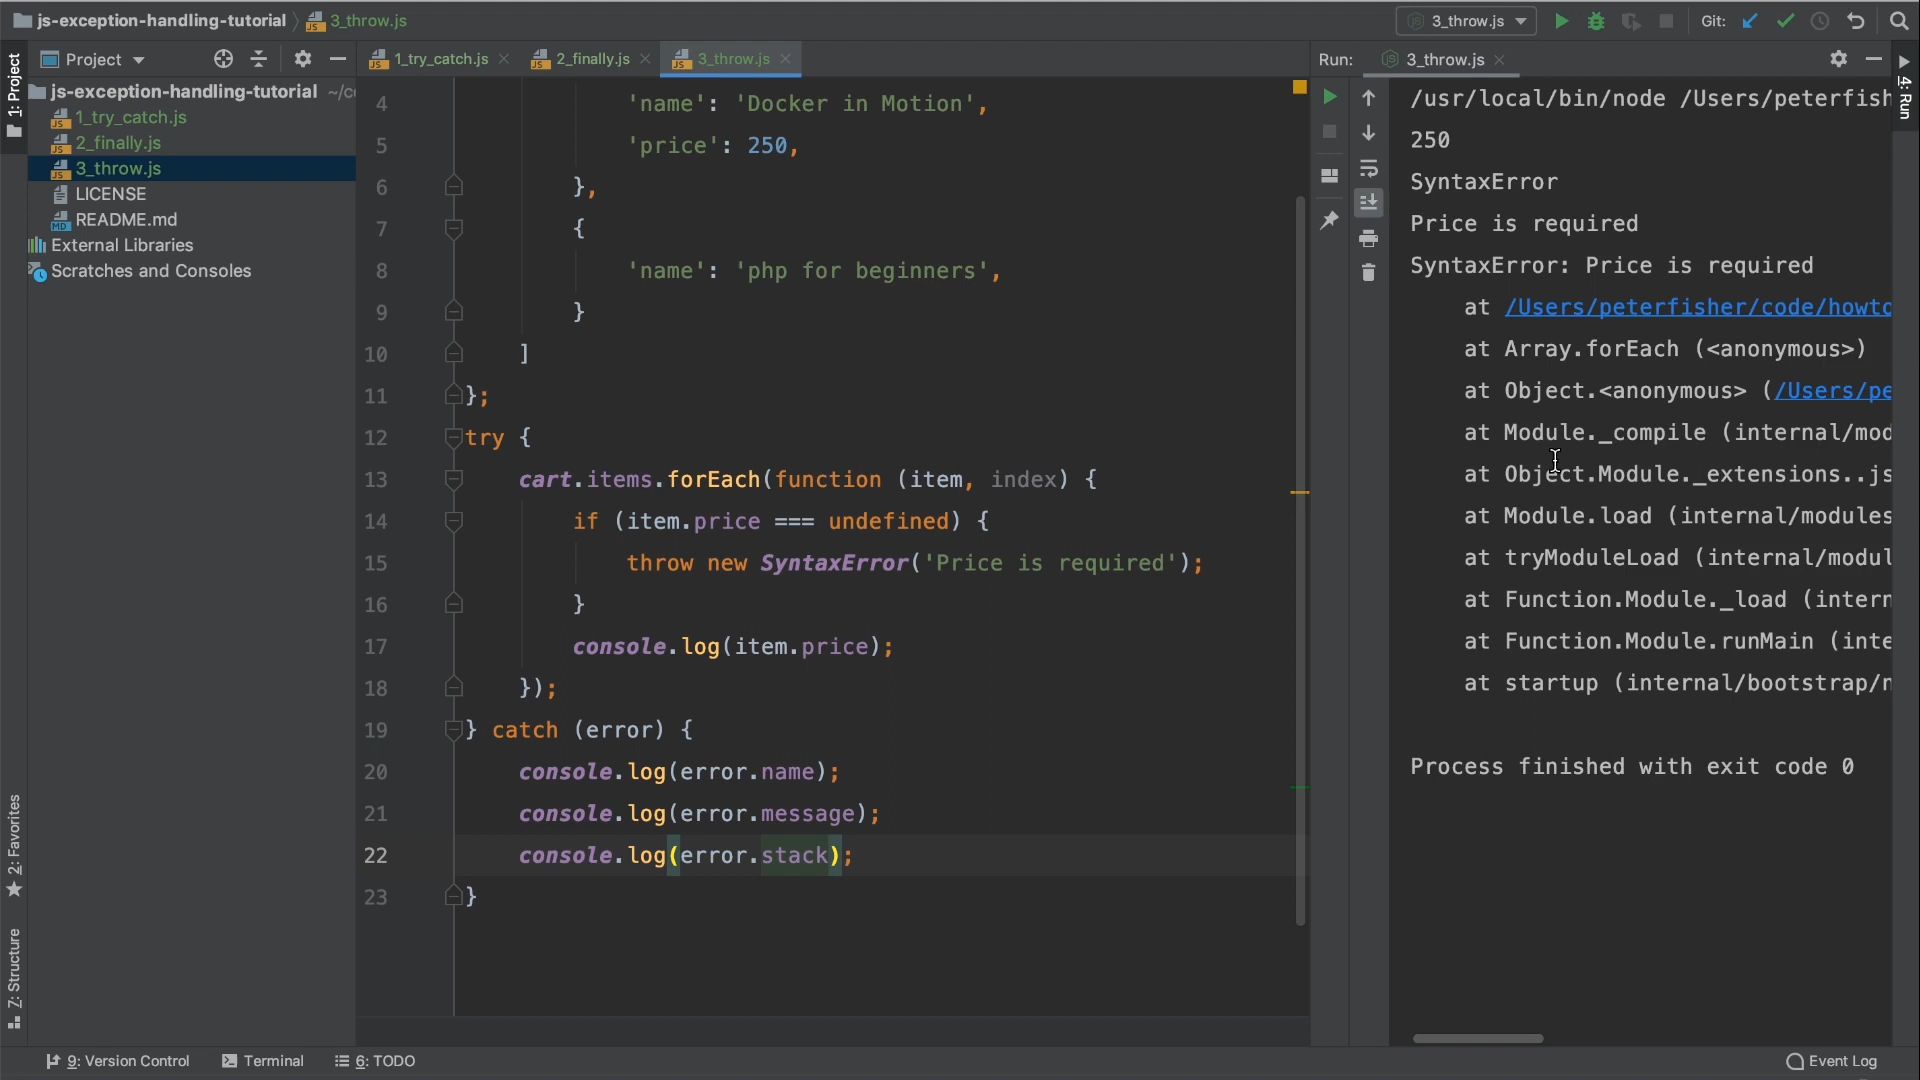 js-exception-handling-tutorial 3_throw.js
3_throw.js Git:
1: Project
Project
js-exception-handling-tutorial
1_try_catch.js
2_finally.js
3_throw.js
LICENSE
README.md
External Libraries
Scratches and Consoles
2: Favorites
Z: Structure
1_try_catch.js 2_finally.js 3_throw.js
4 'name': 'Docker in Motion',
5 'price': 250,
6 },
7 {
8 'name': 'php for beginners',
9 }
10 ]
11 };
12 try {
13 cart.items.forEach(function (item, index) {
14 if (item.price === undefined) {
15 throw new SyntaxError('Price is required');
16 }
17 console.log(item.price);
18 });
19 } catch (error) {
20 console.log(error.name);
21 console.log(error.message);
22 console.log(error.stack);
23 }
Run: 3_throw.js
/usr/local/bin/node /Users/peterfish
250
SyntaxError
Price is required
SyntaxError: Price is required
at /Users/peterfisher/code/howto
at Array.forEach (<anonymous>)
at Object.<anonymous> (/Users/pe
at Module._compile (internal/mod
at Object.Module._extensions..js
at Module.load (internal/modules
at tryModuleLoad (internal/modul
at Function.Module._load (intern
at Function.Module.runMain (inte
at startup (internal/bootstrap/n
Process finished with exit code 0
4: Run
9: Version Control Terminal 6: TODO Event Log